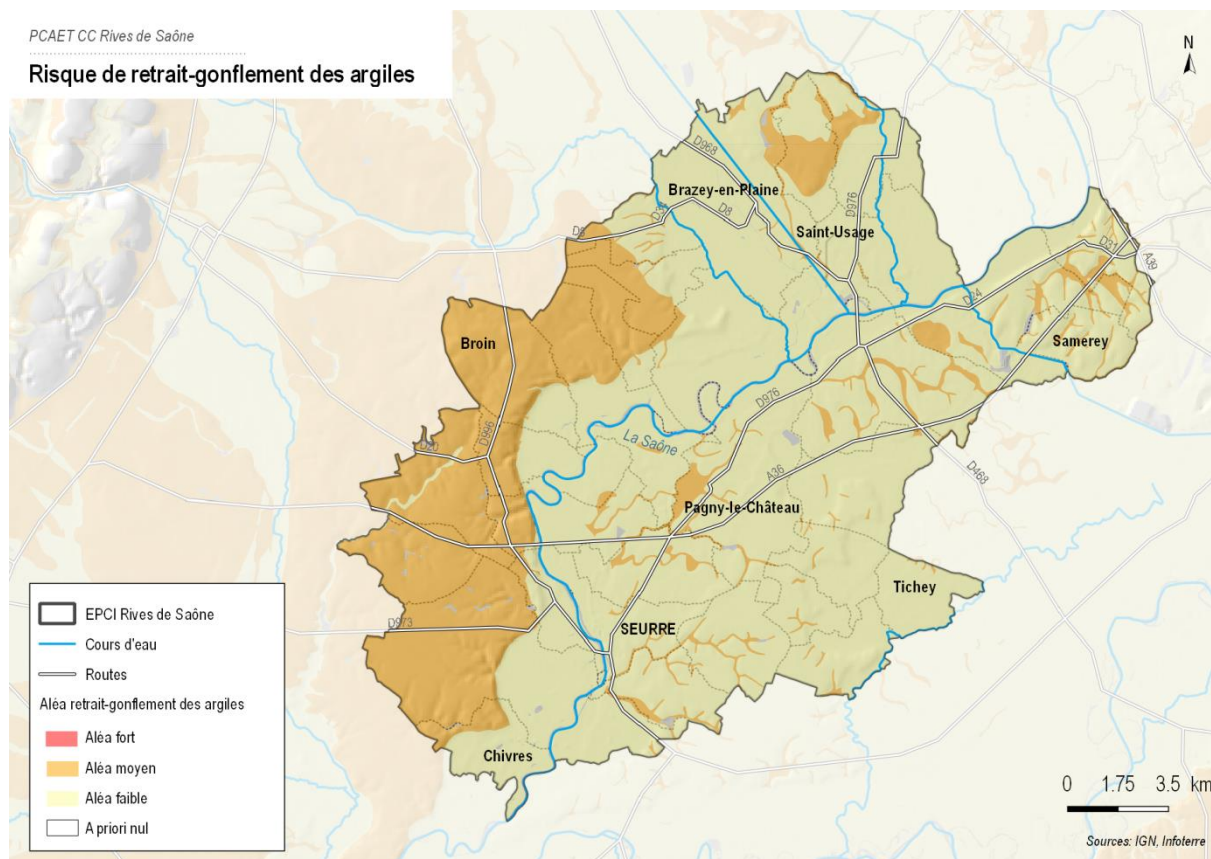 PCAET CC Rives de Saône
Risque de retrait-gonflement des argiles
N
D968
Brazey-en-Plaine
D8
D976
Saint-Usage
D31
A39
D24
Samerey
Broin
D996
D976
La Saône
A36
D468
Pagny-le-Château
Tichey
D973
SEURRE
Chivres
EPCI Rives de Saône
Cours d'eau
Routes
Aléa retrait-gonflement des argiles
Aléa fort
Aléa moyen
Aléa faible
A priori nul
0 1.75 3.5 km
Sources: IGN, Infoterre